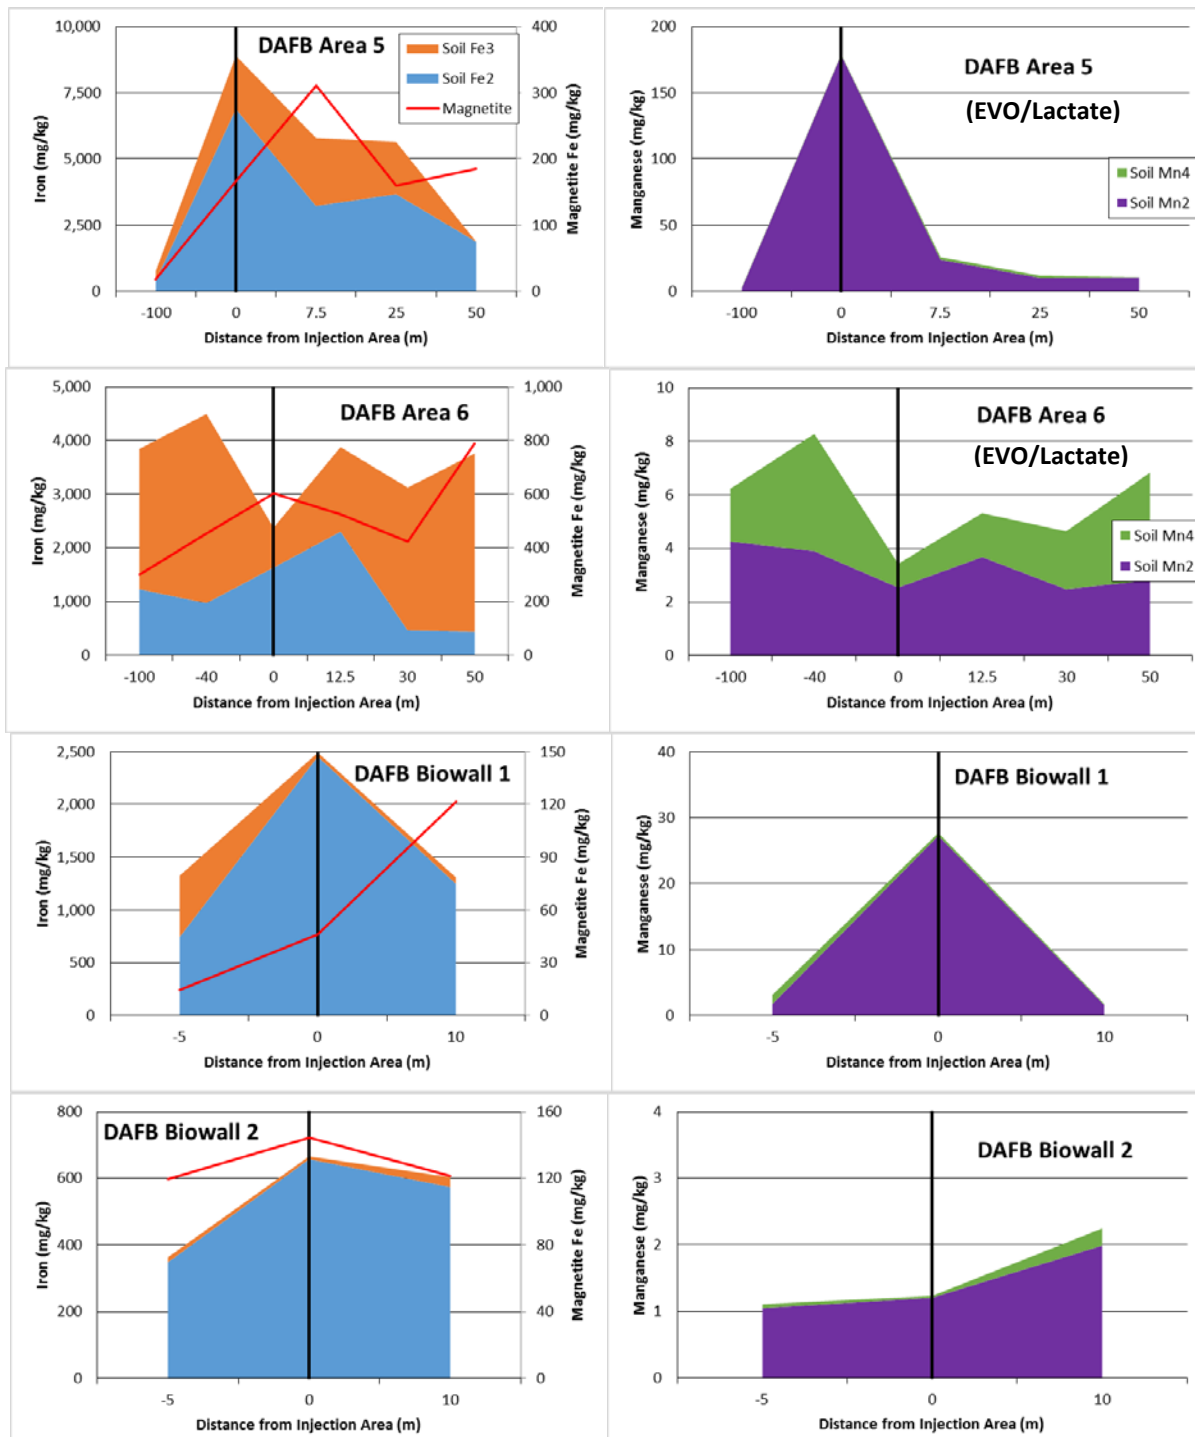 DAFB Area 5
Soil Fe3
Soil Fe2
Magnetite
10,000
7,500
5,000
2,500
0
400
300
200
100
0
Iron (mg/kg)
Magnetite Fe (mg/kg)
-100 0 7.5 25 50
Distance from Injection Area (m)
DAFB Area 5
(EVO/Lactate)
Soil Mn4
Soil Mn2
200
150
100
50
0
Manganese (mg/kg)
-100 0 7.5 25 50
Distance from Injection Area (m)
DAFB Area 6
5,000
4,000
3,000
2,000
1,000
0
1,000
800
600
400
200
0
Iron (mg/kg)
Magnetite Fe (mg/kg)
-100 -40 0 12.5 30 50
Distance from Injection Area (m)
DAFB Area 6
(EVO/Lactate)
Soil Mn4
Soil Mn2
10
8
6
4
2
0
Manganese (mg/kg)
-100 -40 0 12.5 30 50
Distance from Injection Area (m)
DAFB Biowall 1
2,500
2,000
1,500
1,000
500
0
150
120
90
60
30
0
Iron (mg/kg)
Magnetite Fe (mg/kg)
-5 0 10
Distance from Injection Area (m)
DAFB Biowall 1
40
30
20
10
0
Manganese (mg/kg)
-5 0 10
Distance from Injection Area (m)
DAFB Biowall 2
800
600
400
200
0
160
120
80
40
0
Iron (mg/kg)
Magnetite Fe (mg/kg)
-5 0 10
Distance from Injection Area (m)
DAFB Biowall 2
4
3
2
1
0
Manganese (mg/kg)
-5 0 10
Distance from Injection Area (m)